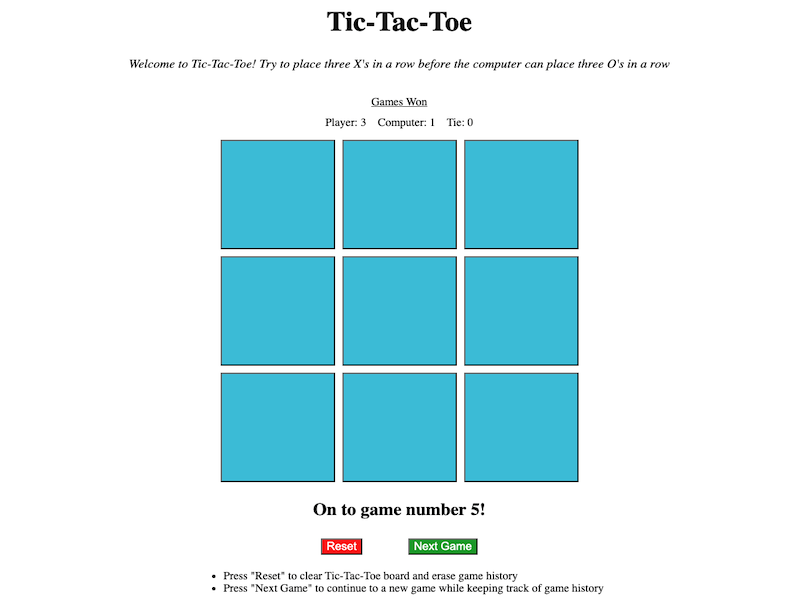 Tic-Tac-Toe
Welcome to Tic-Tac-Toe! Try to place three X's in a row before the computer can place three O's in a row
Games Won
Player: 3 Computer: 1 Tie: 0
On to game number 5!
Reset Next Game
Press "Reset" to clear Tic-Tac-Toe board and erase game history
Press "Next Game" to continue to a new game while keeping track of game history